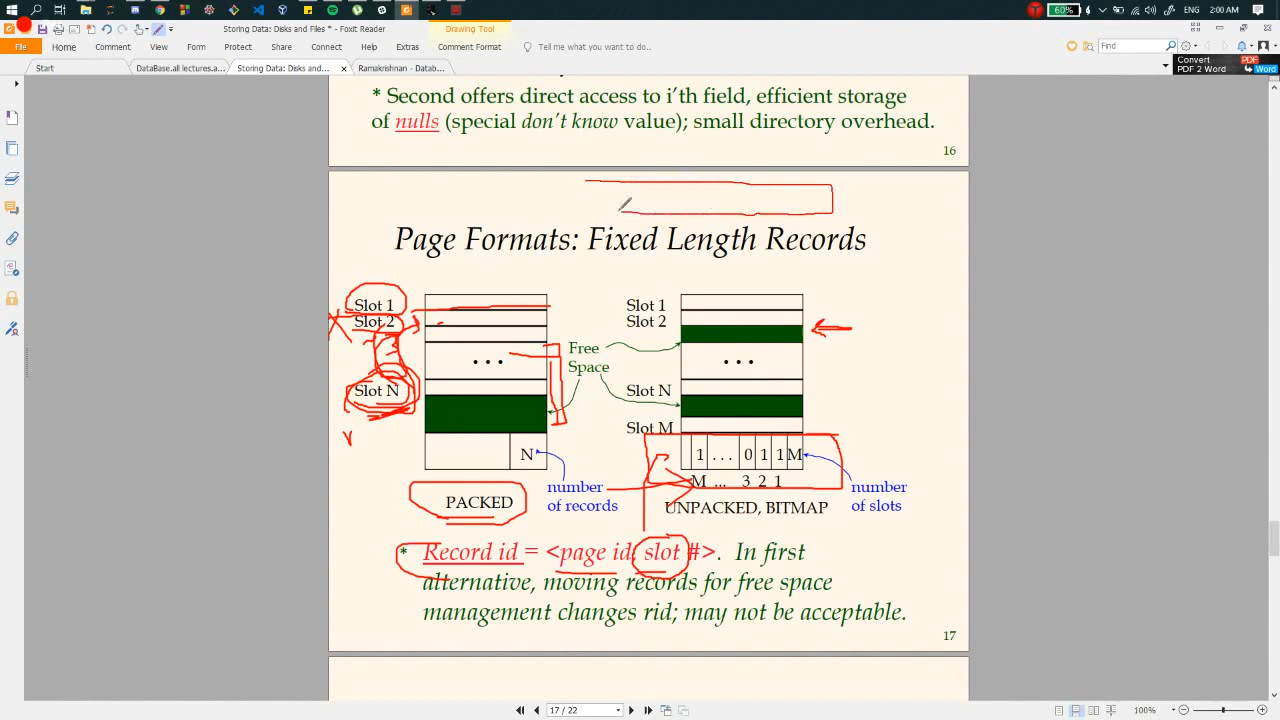 60%
2:00 AM
Storing Data: Disks and Files * - Foxit Reader
Drawing Tool
File
Home
Comment
View
Form
Protect
Share
Connect
Help
Extras
Comment Format
Tell me what you want to do..
Find
Start
DataBase.all lectures.a...
Storing Data: Disks and...
Ramakrishnan - Datab...
Convert
PDF 2 Word
PDF
Word
* Second offers direct access to i'th field, efficient storage
of nulls (special don't know value); small directory overhead.
16
Page Formats: Fixed Length Records
Slot 1
Slot 2
Slot N
. . .
N
PACKED
number
of records
Free
Space
Slot 1
Slot 2
Slot N
Slot M
. . .
1 . . . 0 1 1 M
M ... 3 2 1
UNPACKED, BITMAP
number
of slots
* Record id = <page id, slot #>. In first
alternative, moving records for free space
management changes rid; may not be acceptable.
17
17 / 22
100%